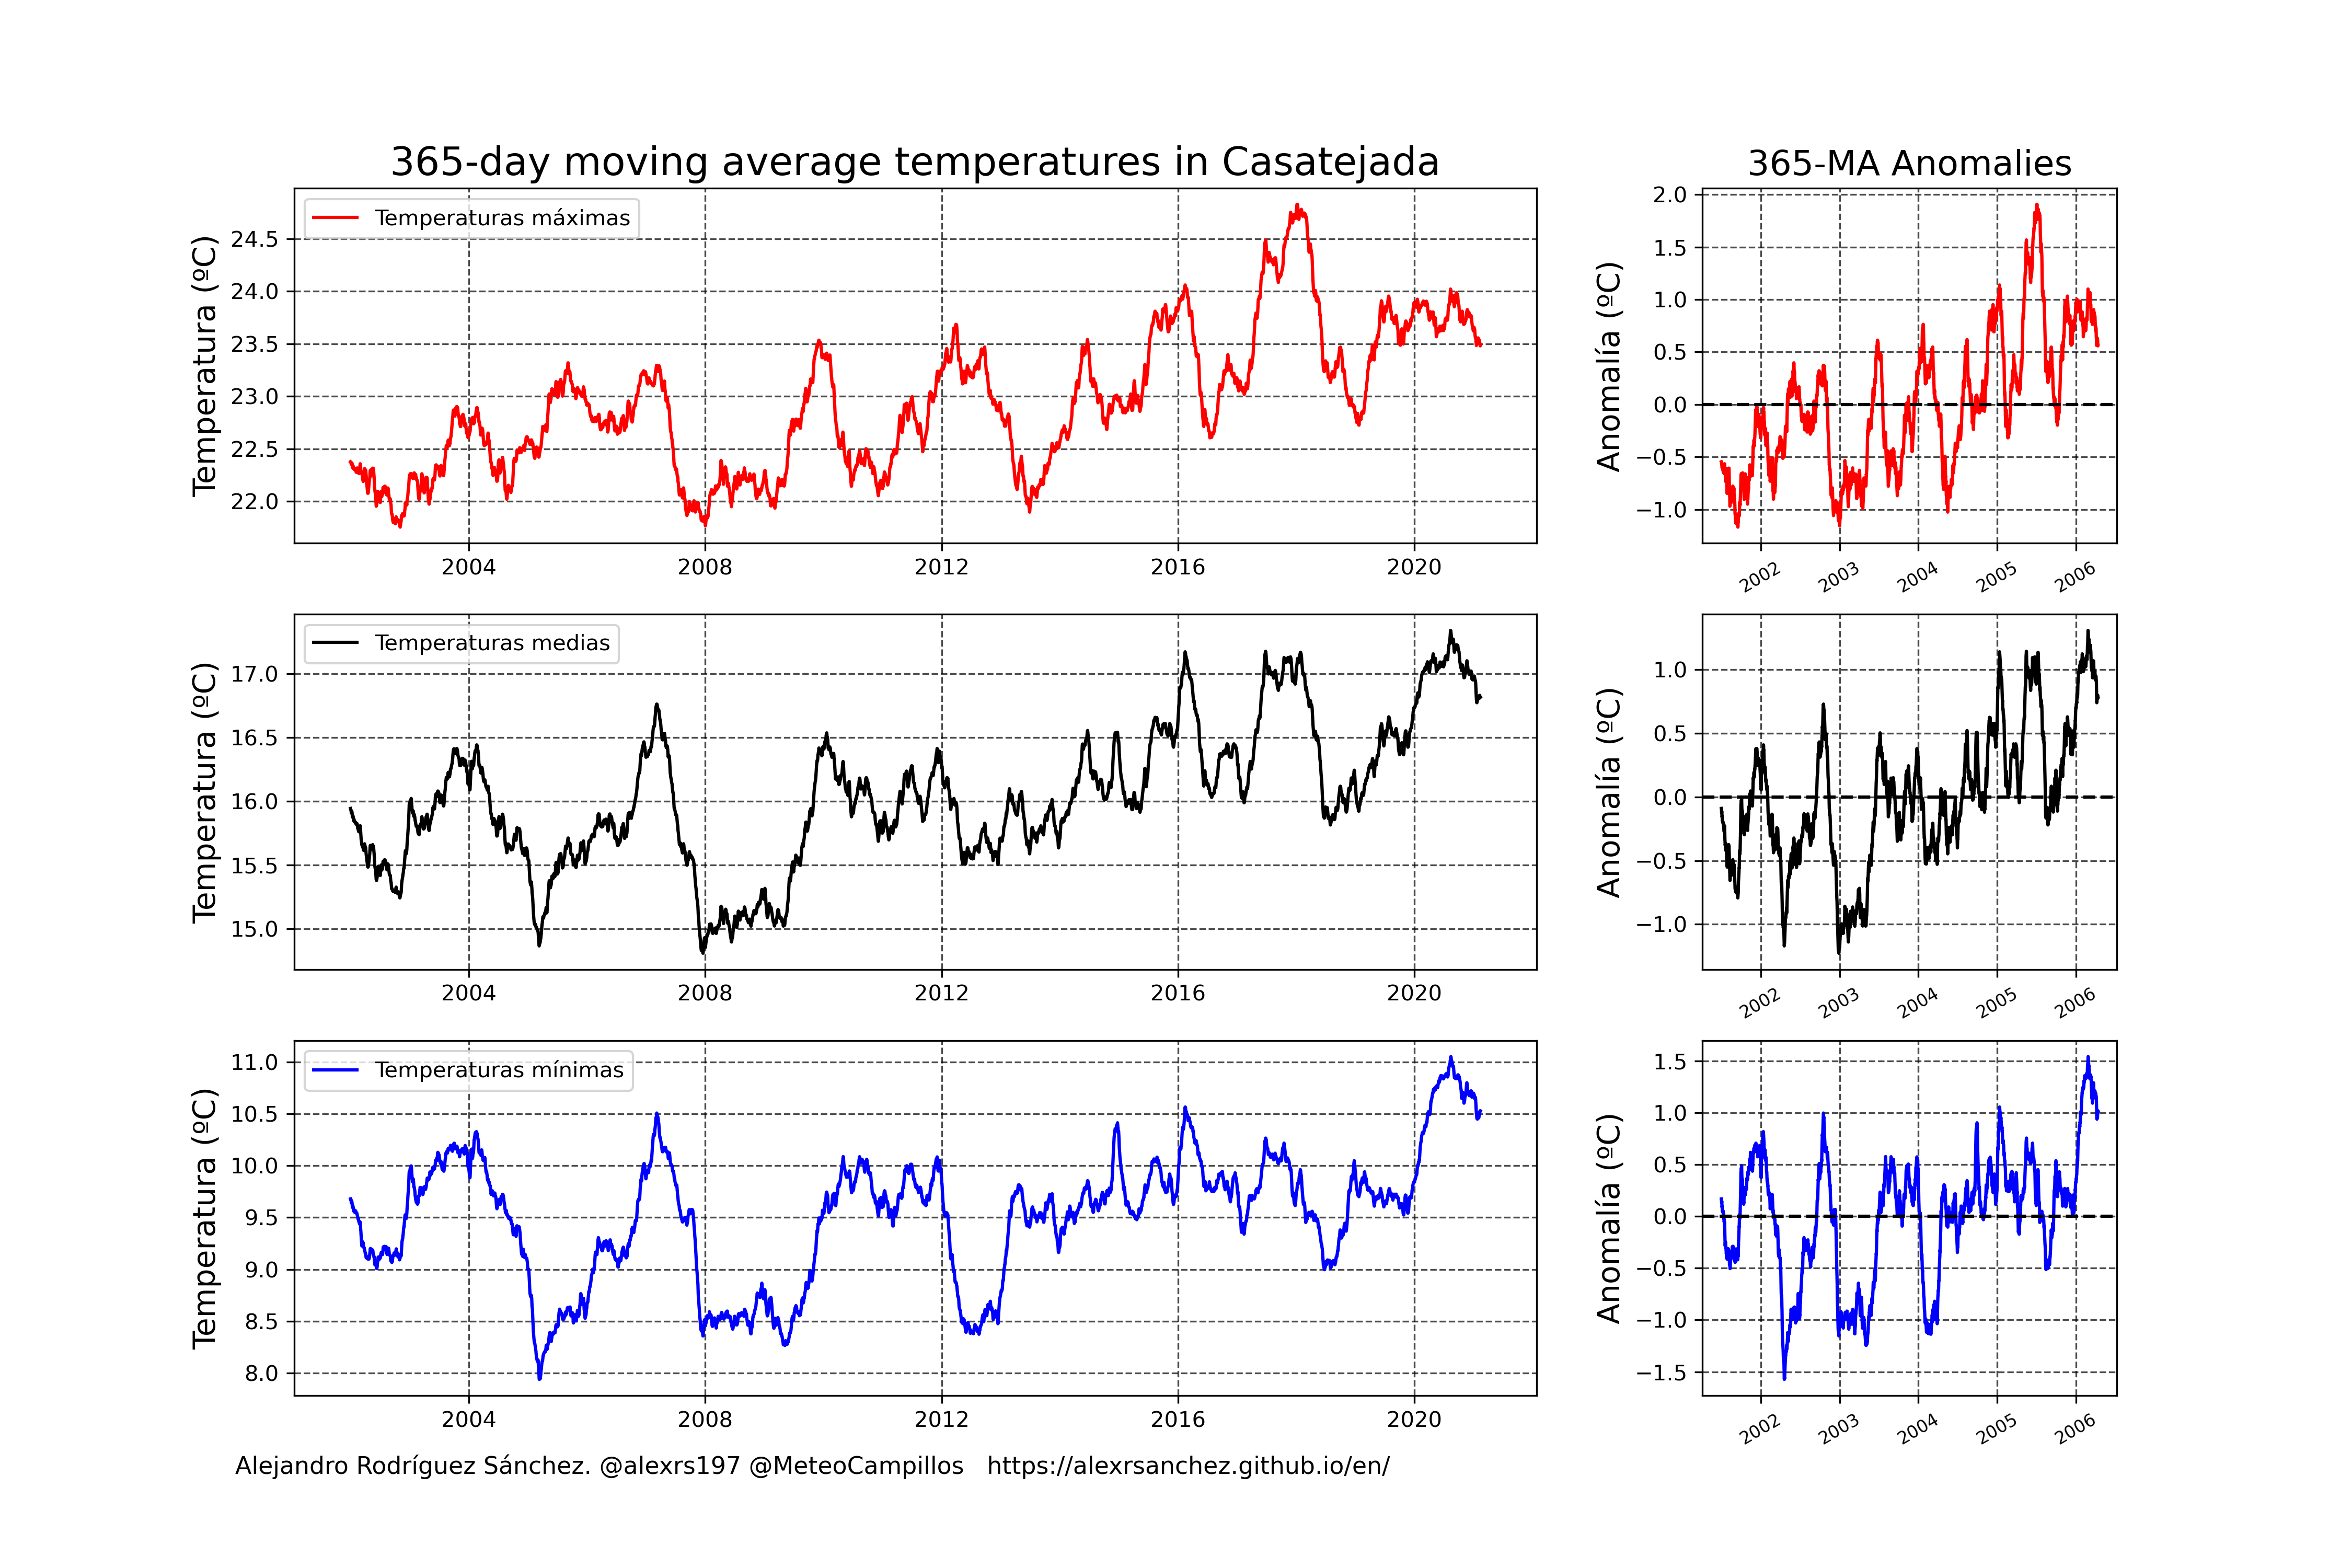 365-day moving average temperatures in Casatejada
365-MA Anomalies
Temperatura (ºC)
24.5
24.0
23.5
23.0
22.5
22.0
Temperaturas máximas
2004 2008 2012 2016 2020
Anomalía (ºC)
2.0
1.5
1.0
0.5
0.0
−0.5
−1.0
2002 2003 2004 2005 2006
Temperatura (ºC)
17.0
16.5
16.0
15.5
15.0
Temperaturas medias
2004 2008 2012 2016 2020
Anomalía (ºC)
1.0
0.5
0.0
−0.5
−1.0
2002 2003 2004 2005 2006
Temperatura (ºC)
11.0
10.5
10.0
9.5
9.0
8.5
8.0
Temperaturas mínimas
2004 2008 2012 2016 2020
Anomalía (ºC)
1.5
1.0
0.5
0.0
−0.5
−1.0
−1.5
2002 2003 2004 2005 2006
Alejandro Rodríguez Sánchez. @alexrs197 @MeteoCampillos https://alexrsanchez.github.io/en/